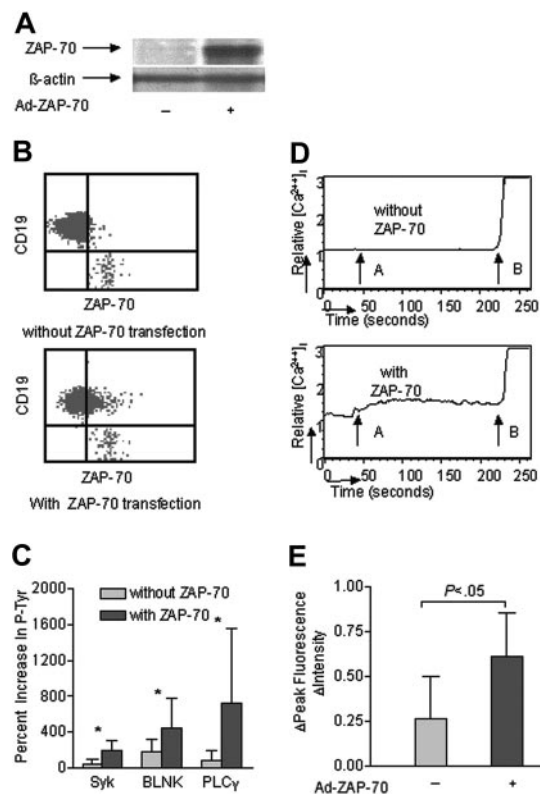 A
ZAP-70
ß-actin
Ad-ZAP-70 – +
B
CD19
ZAP-70
without ZAP-70 transfection
CD19
ZAP-70
With ZAP-70 transfection
C
Percent Increase In P-Tyr
2000
1600
1200
800
400
0
without ZAP-70
with ZAP-70
* * *
Syk BLNK PLCγ
D
Relative [Ca²⁺⁺]ᵢ
3
2
1
0
without
ZAP-70
A B
0 50 100 150 200 250
Time (seconds)
Relative [Ca²⁺⁺]ᵢ
3
2
1
0
with
ZAP-70
A B
0 50 100 150 200 250
Time (seconds)
E
ΔPeak Fluorescence
ΔIntensity
1.00
0.75
0.50
0.25
0.00
P<.05
Ad-ZAP-70 – +